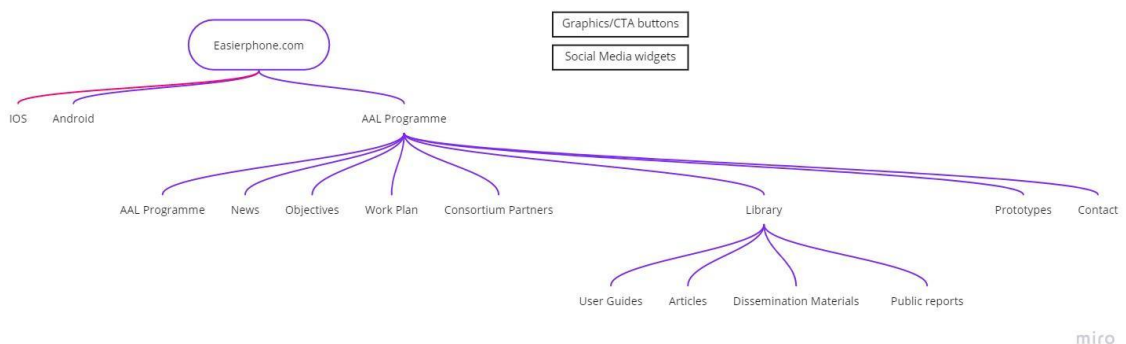 Easierphone.com
Graphics/CTA buttons
Social Media widgets
IOS
Android
AAL Programme
AAL Programme
News
Objectives
Work Plan
Consortium Partners
Library
Prototypes
Contact
User Guides
Articles
Dissemination Materials
Public reports
miro